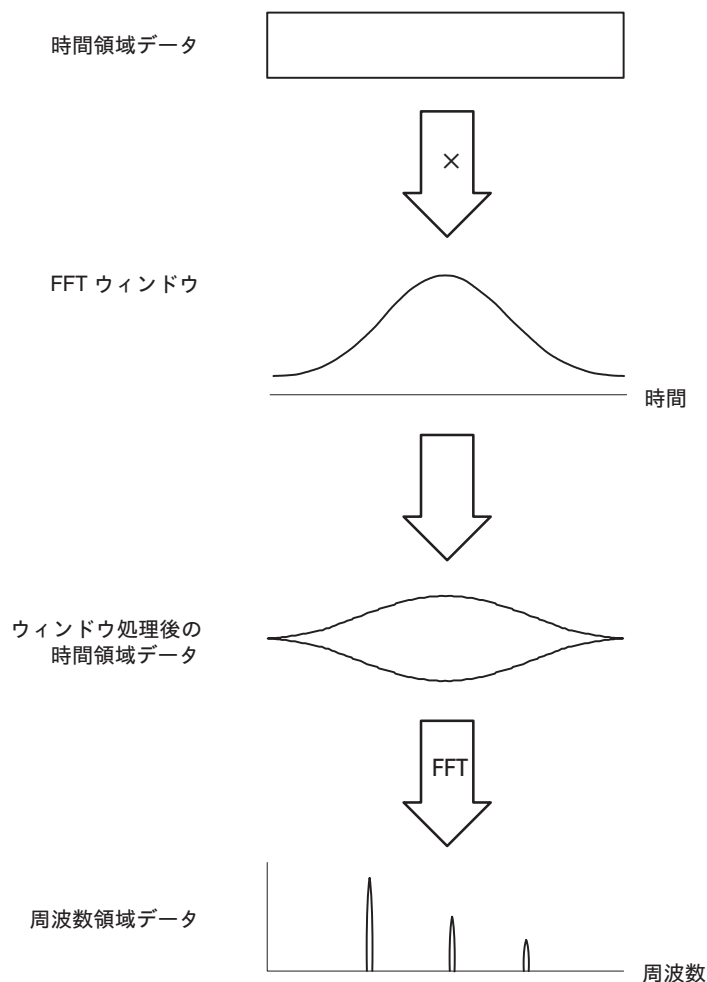 時間領域データ
×
FFT ウィンドウ
時間
ウィンドウ処理後の
時間領域データ
FFT
周波数領域データ
周波数